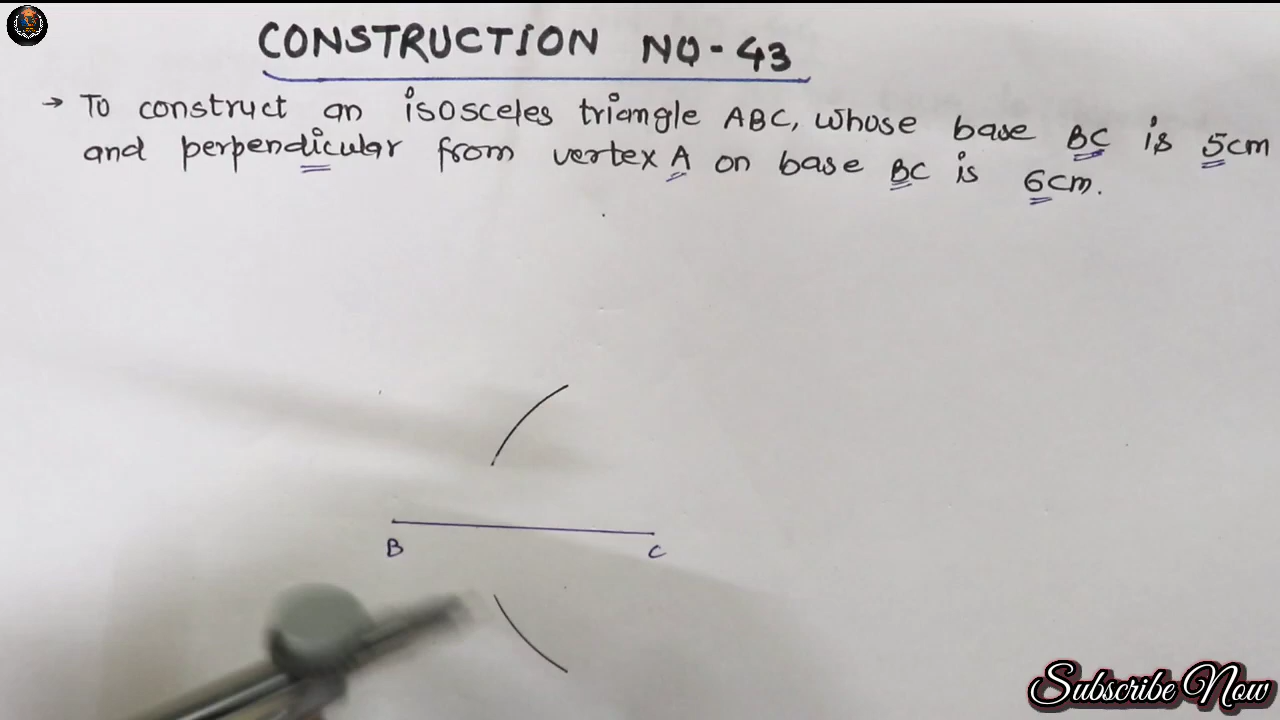 CONSTRUCTION NO-43
→ To construct an isosceles triangle ABC, whose base BC is 5cm
and perpendicular from vertex A on base BC is 6cm.
B
C
Subscribe Now